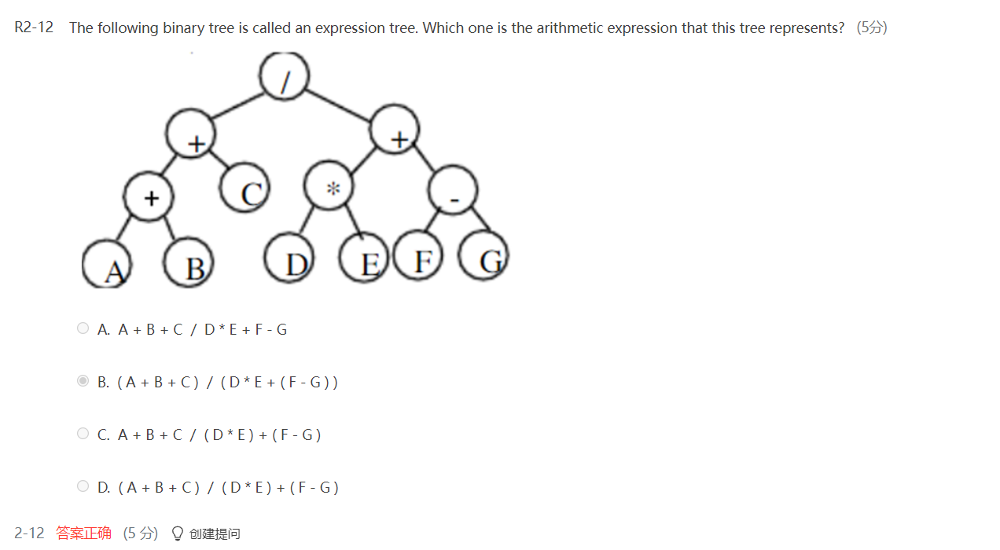 R2-12 The following binary tree is called an expression tree. Which one is the arithmetic expression that this tree represents? (5分)
/
+ +
+ C * -
A B D E F G
A. A + B + C / D * E + F - G
B. ( A + B + C ) / ( D * E + ( F - G ) )
C. A + B + C / ( D * E ) + ( F - G )
D. ( A + B + C ) / ( D * E ) + ( F - G )
2-12 答案正确 (5 分) 创建提问